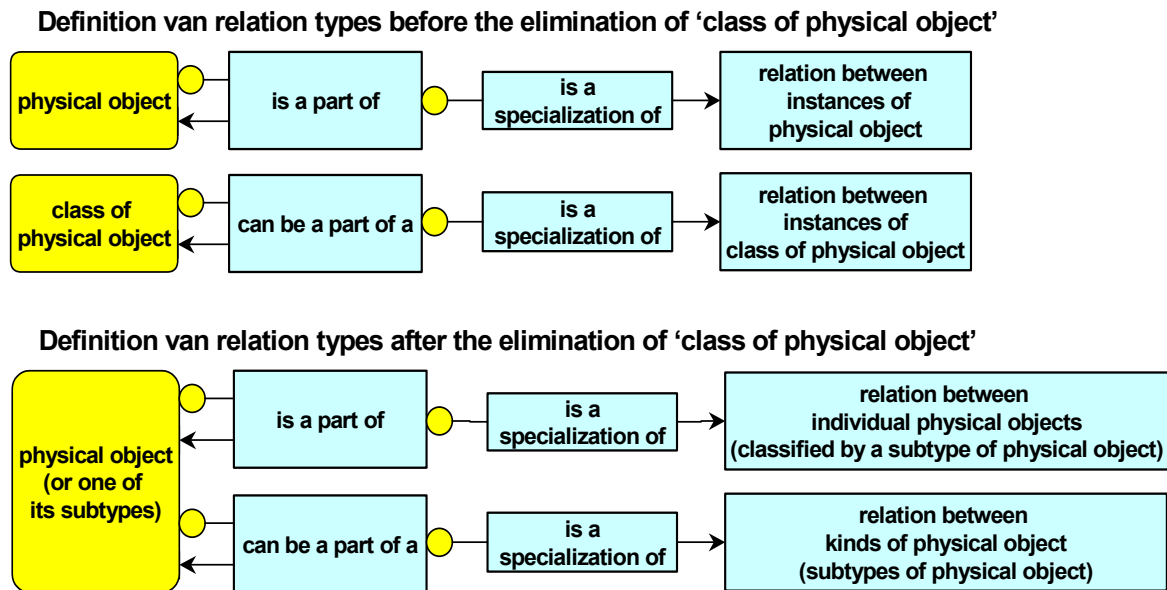 Definition van relation types before the elimination of ‘class of physical object’
physical object
is a part of
is a
specialization of
relation between
instances of
physical object
class of
physical object
can be a part of a
is a
specialization of
relation between
instances of
class of physical object
Definition van relation types after the elimination of ‘class of physical object’
physical object
(or one of
its subtypes)
is a part of
is a
specialization of
relation between
individual physical objects
(classified by a subtype of physical object)
can be a part of a
is a
specialization of
relation between
kinds of physical object
(subtypes of physical object)